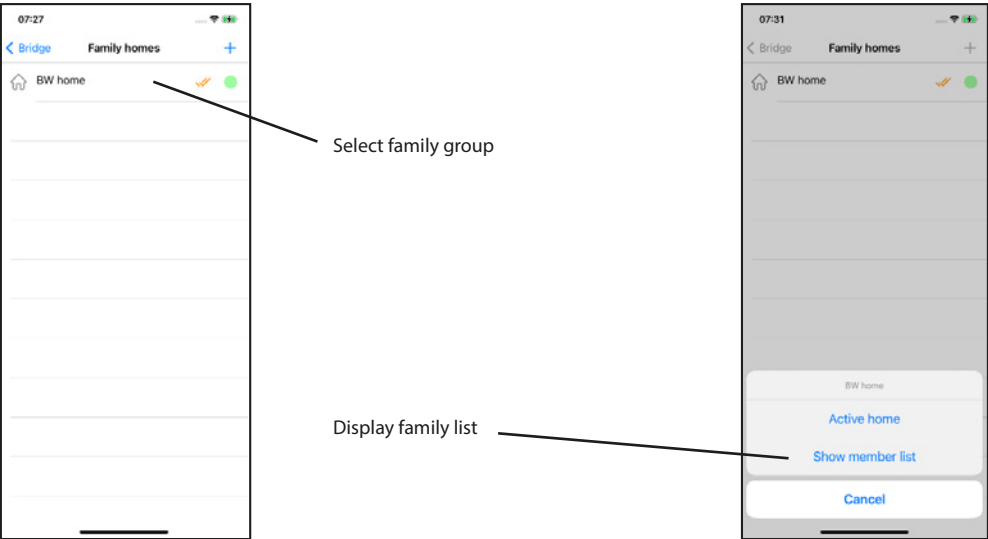 07:27
Bridge
Family homes
BW home
Select family group
Display family list
07:31
Bridge
Family homes
BW home
BW home
Active home
Show member list
Cancel